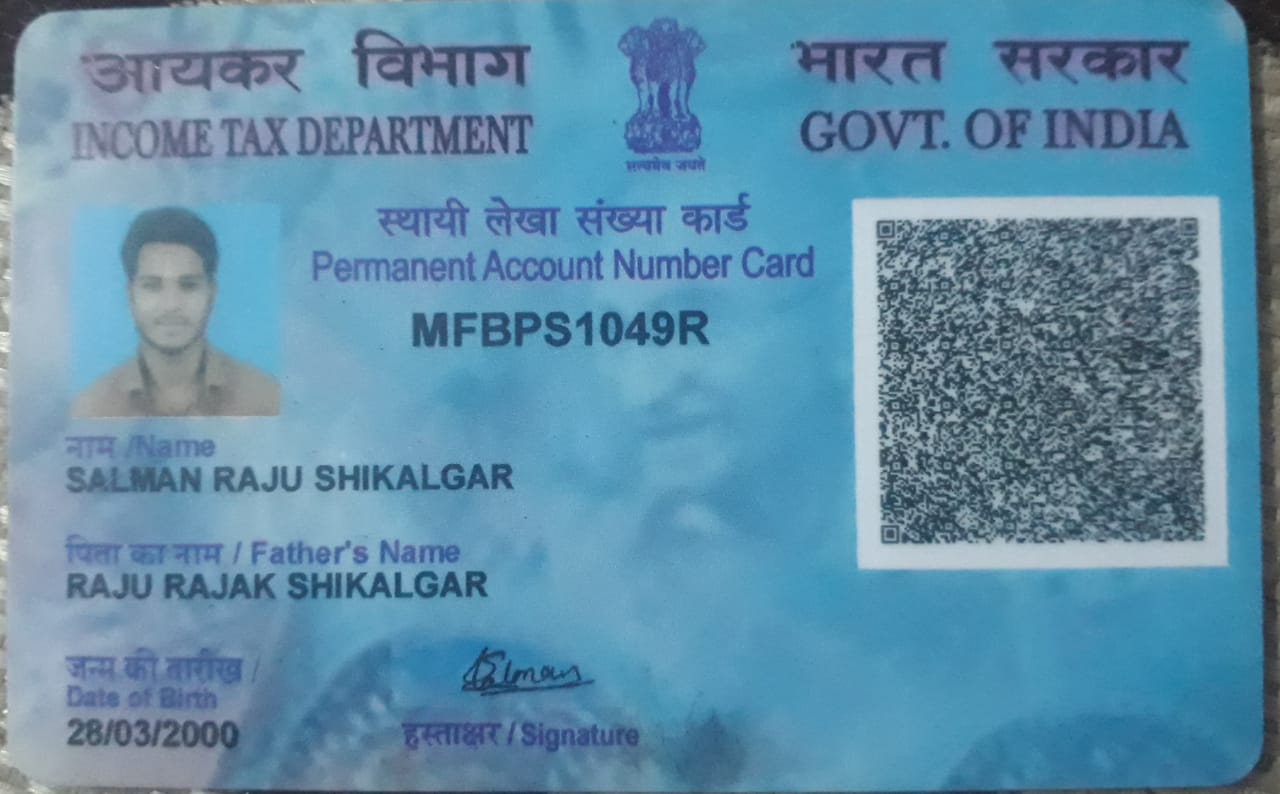 आयकर विभाग
INCOME TAX DEPARTMENT
सत्यमेव जयते
भारत सरकार
GOVT. OF INDIA
स्थायी लेखा संख्या कार्ड
Permanent Account Number Card
MFBPS1049R
नाम /Name
SALMAN RAJU SHIKALGAR
पिता का नाम / Father's Name
RAJU RAJAK SHIKALGAR
जन्म की तारीख /
Date of Birth
28/03/2000
Salman
हस्ताक्षर / Signature